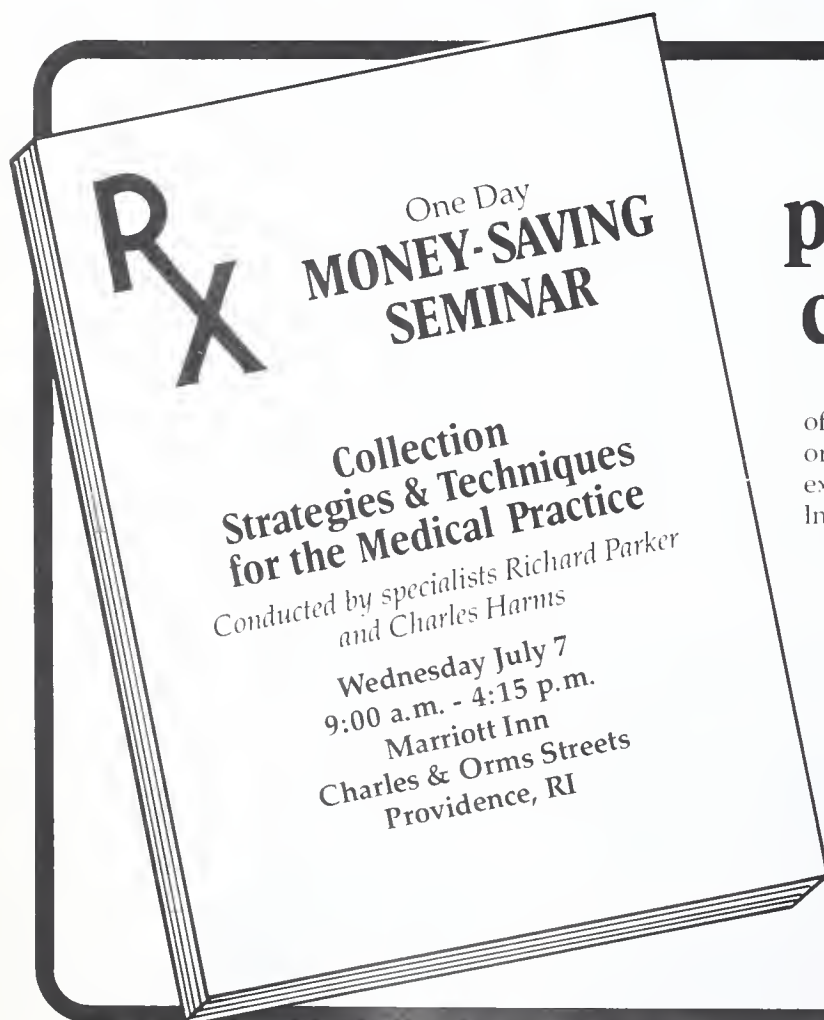 Rx
One Day
MONEY-SAVING
SEMINAR
Collection
Strategies & Techniques
for the Medical Practice
Conducted by specialists Richard Parker
and Charles Harms
Wednesday July 7
9:00 a.m. - 4:15 p.m.
Marriott Inn
Charles & Orms Streets
Providence, RI